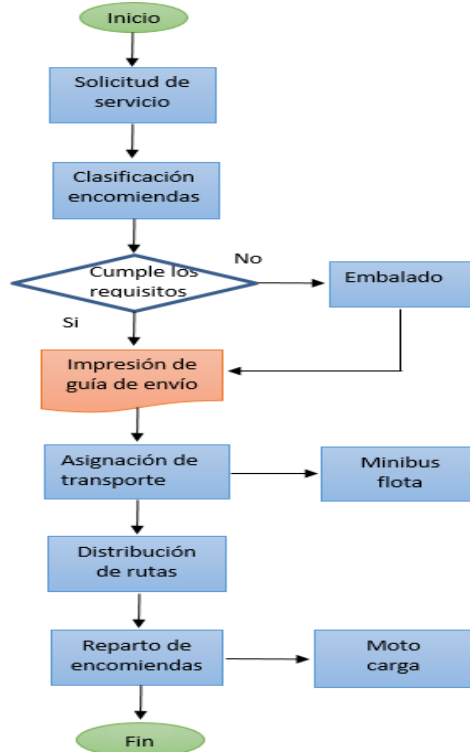 Inicio
Solicitud de
servicio
Clasificación
encomiendas
Cumple los
requisitos
No
Embalado
Si
Impresión de
guía de envío
Asignación de
transporte
Minibus
flota
Distribución
de rutas
Reparto de
encomiendas
Moto
carga
Fin